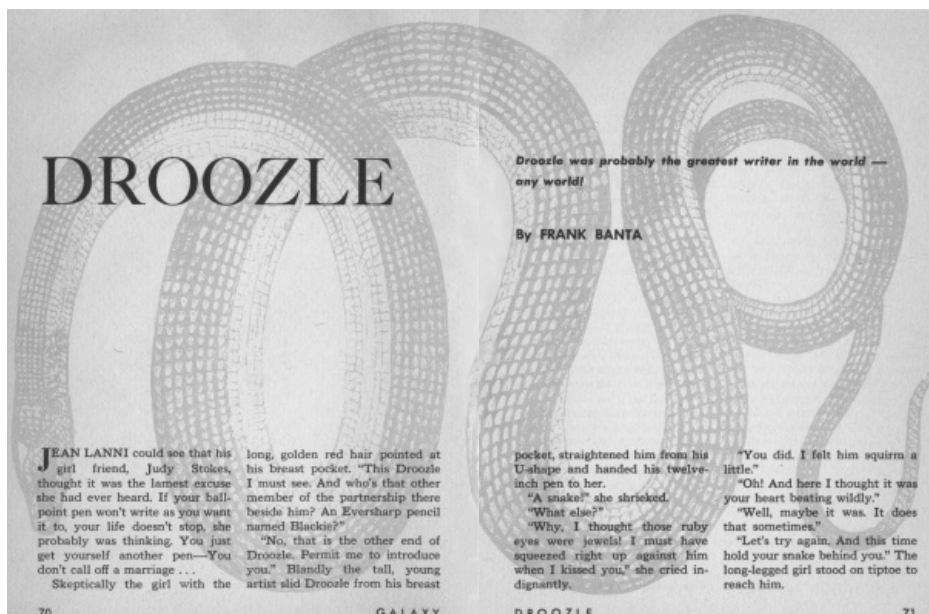 DROOZLE
Droozle was probably the greatest writer in the world —
any world!
By FRANK BANTA
JEAN LANNI could see that his
girl friend, Judy Stokes,
thought it was the lamest excuse
she had ever heard. If your ball-
point pen won't write as you want
it to, your life doesn't stop, she
probably was thinking. You just
get yourself another pen—You
don't call off a marriage . . .
Skeptically the girl with the
long, golden red hair pointed at
his breast pocket. "This Droozle
I must see. And who's that other
member of the partnership there
beside him? An Eversharp pencil
named Blackie?"
"No, that is the other end of
Droozle. Permit me to introduce
you." Blandly the tall, young
artist slid Droozle from his breast
pocket, straightened him from his
U-shape and handed his twelve-
inch pen to her.
"A snake!" she shrieked.
"What else?"
"Why, I thought those ruby
eyes were jewels! I must have
squeezed right up against him
when I kissed you," she cried in-
dignantly.
"You did. I felt him squirm a
little."
"Oh! And here I thought it was
your heart beating wildly."
"Well, maybe it was. It does
that sometimes."
"Let's try again. And this time
hold your snake behind you." The
long-legged girl stood on tiptoe to
reach him.
70
GALAXY
DROOZLE
71